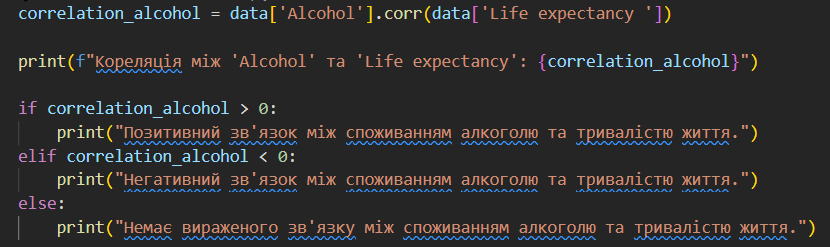 correlation_alcohol = data['Alcohol'].corr(data['Life expectancy '])
print(f"Кореляція між 'Alcohol' та 'Life expectancy': {correlation_alcohol}")
if correlation_alcohol > 0:
    print("Позитивний зв'язок між споживанням алкоголю та тривалістю життя.")
elif correlation_alcohol < 0:
    print("Негативний зв'язок між споживанням алкоголю та тривалістю життя.")
else:
    print("Немає вираженого зв'язку між споживанням алкоголю та тривалістю життя.")